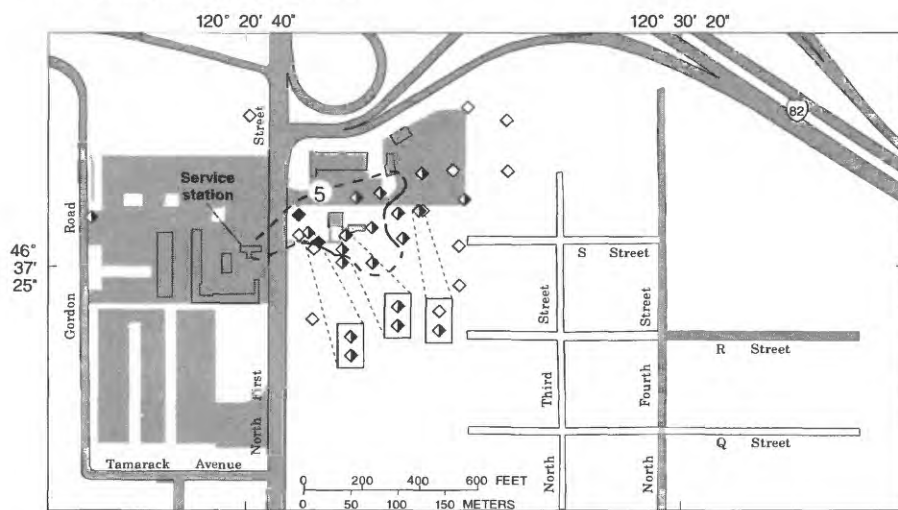 120° 20' 40"
120° 30' 20"
82
Street
Service
station
5
Road
46°
37'
25"
S Street
Street
Street
Gordon
R Street
First
Third
Fourth
Q Street
North
North
North
Tamarack Avenue
0 200 400 600 FEET
0 50 100 150 METERS